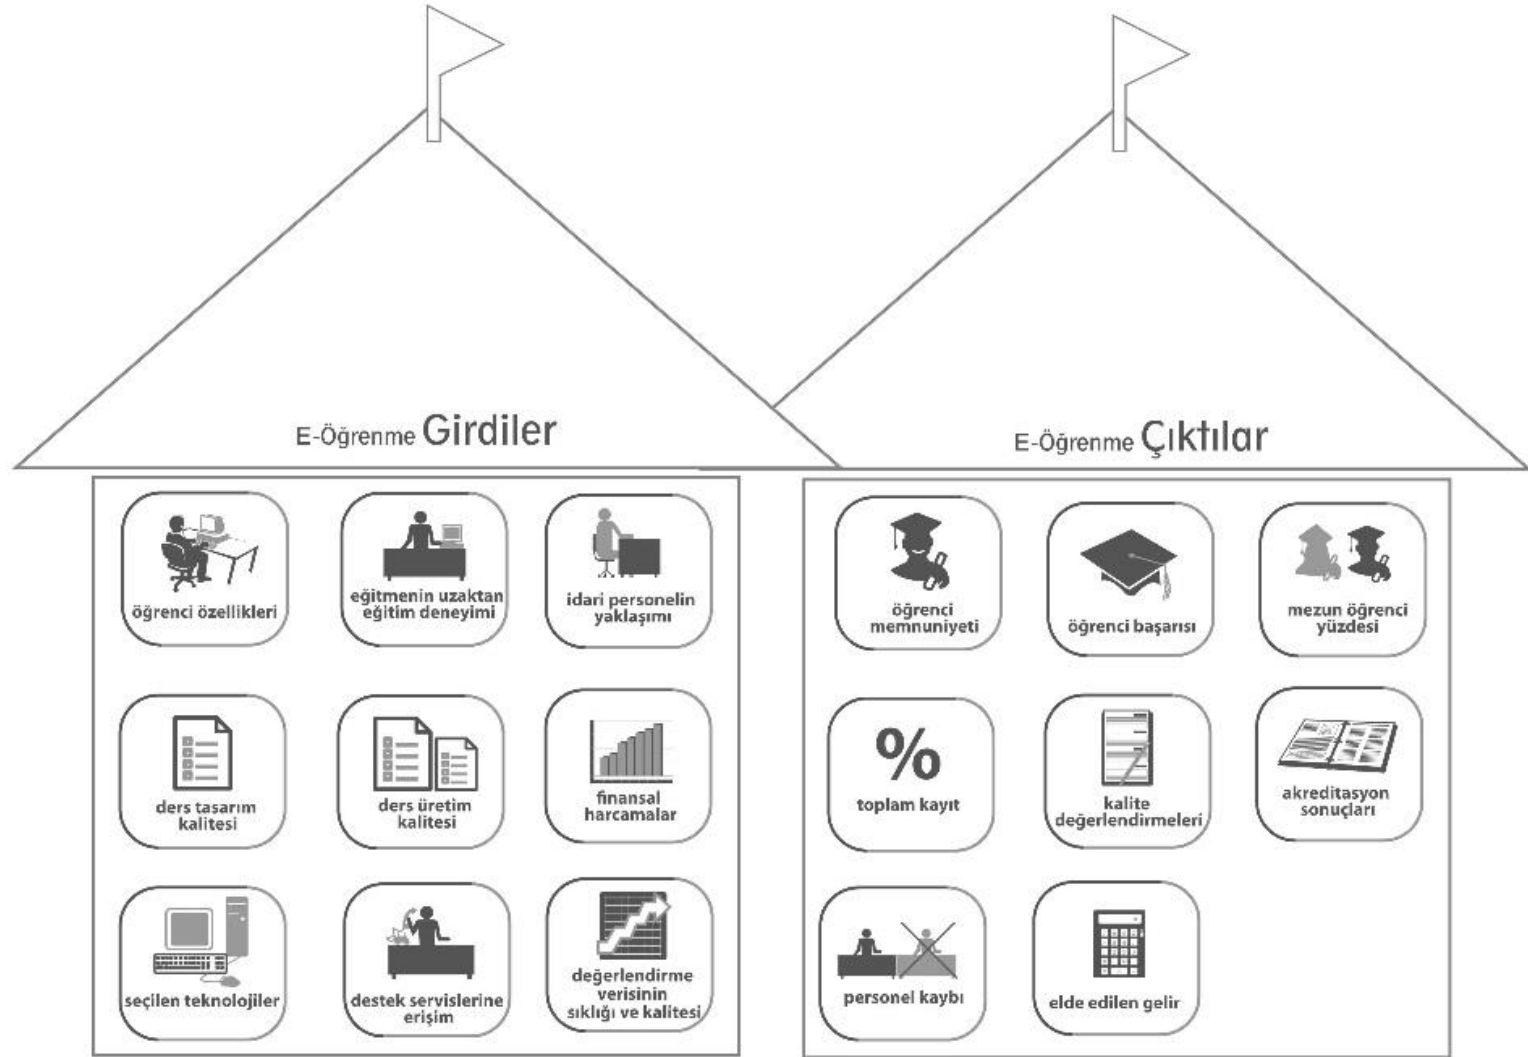 E-Öğrenme Girdiler
öğrenci özellikleri
eğitmenin uzaktan
eğitim deneyimi
idari personelin
yaklaşımı
ders tasarım
kalitesi
ders üretim
kalitesi
finansal
harcamalar
seçilen teknolojiler
destek servislerine
erişim
değerlendirme
verisinin
sıklığı ve kalitesi
E-Öğrenme Çıktılar
öğrenci
memnuniyeti
öğrenci başarısı
mezun öğrenci
yüzdesi
%
toplam kayıt
kalite
değerlendirmeleri
akreditasyon
sonuçları
personel kaybı
elde edilen gelir